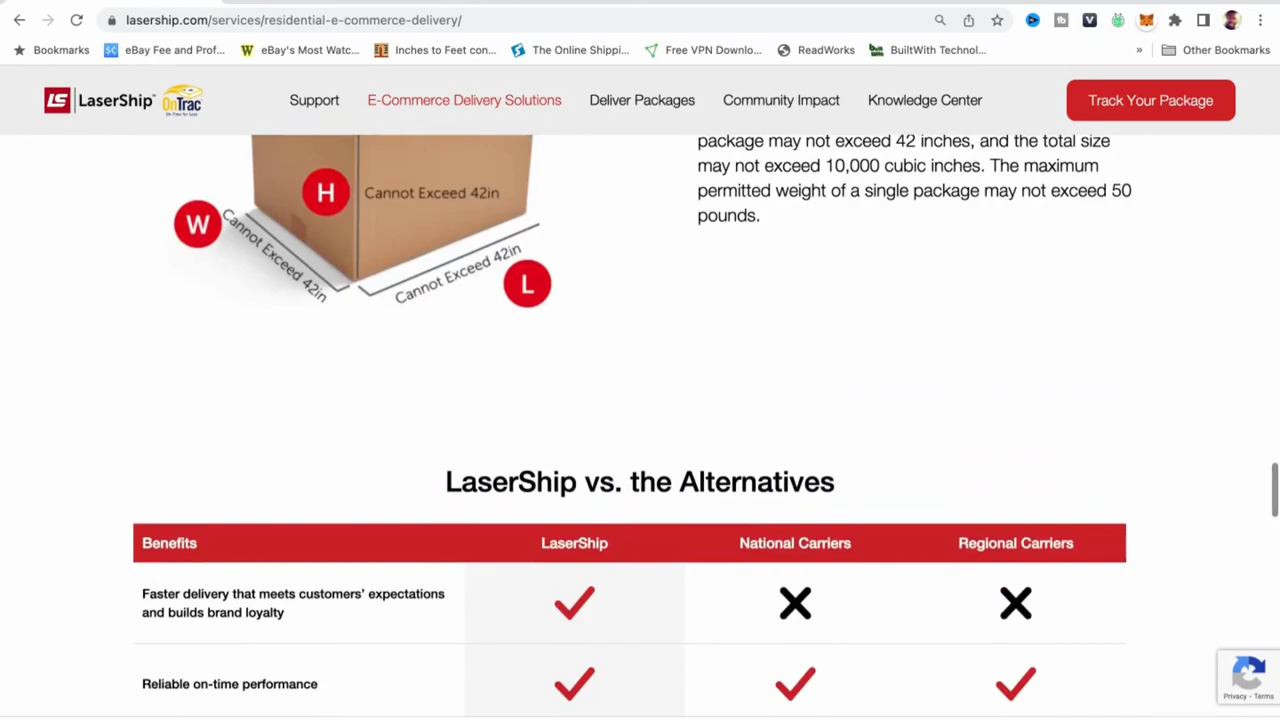 lasership.com/services/residential-e-commerce-delivery/
Bookmarks
eBay Fee and Prof...
eBay's Most Watc...
Inches to Feet con...
The Online Shippi...
Free VPN Downlo...
ReadWorks
BuiltWith Technol...
»
Other Bookmarks
LS LaserShip™ OnTrac
Support
E-Commerce Delivery Solutions
Deliver Packages
Community Impact
Knowledge Center
Track Your Package
H
Cannot Exceed 42in
W
Cannot Exceed 42in
Cannot Exceed 42in
L
package may not exceed 42 inches, and the total size
may not exceed 10,000 cubic inches. The maximum
permitted weight of a single package may not exceed 50
pounds.
LaserShip vs. the Alternatives
Benefits
LaserShip
National Carriers
Regional Carriers
Faster delivery that meets customers' expectations
and builds brand loyalty
Reliable on-time performance
Privacy - Terms